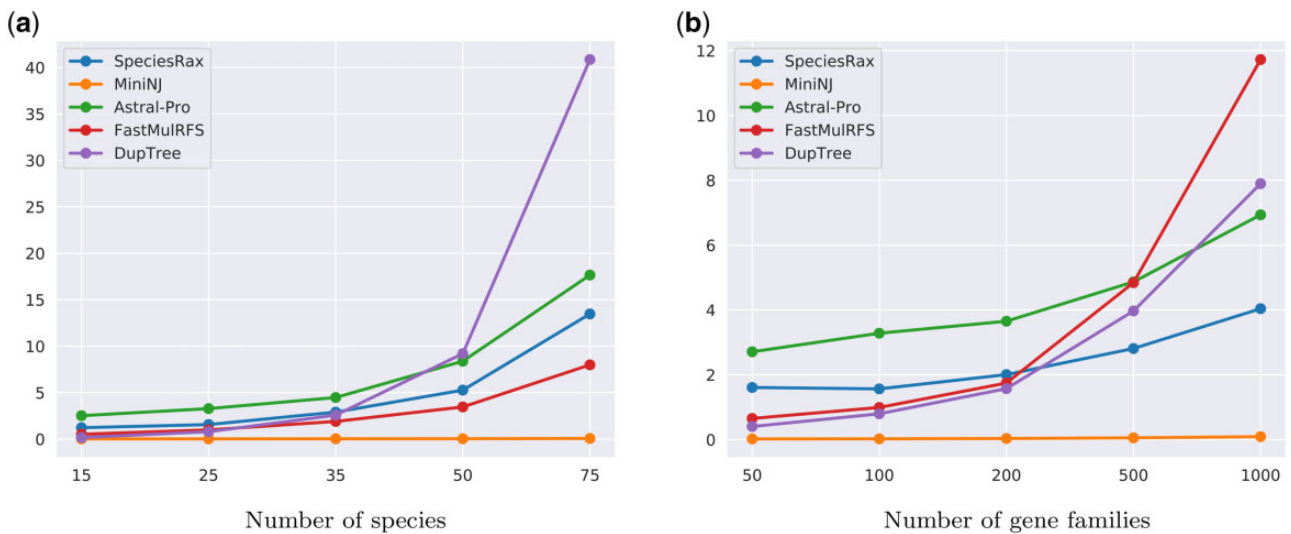 (a)
SpeciesRax
MiniNJ
Astral-Pro
FastMulRFS
DupTree
40
35
30
25
20
15
10
5
0
15 25 35 50 75
Number of species
(b)
SpeciesRax
MiniNJ
Astral-Pro
FastMulRFS
DupTree
12
10
8
6
4
2
0
50 100 200 500 1000
Number of gene families